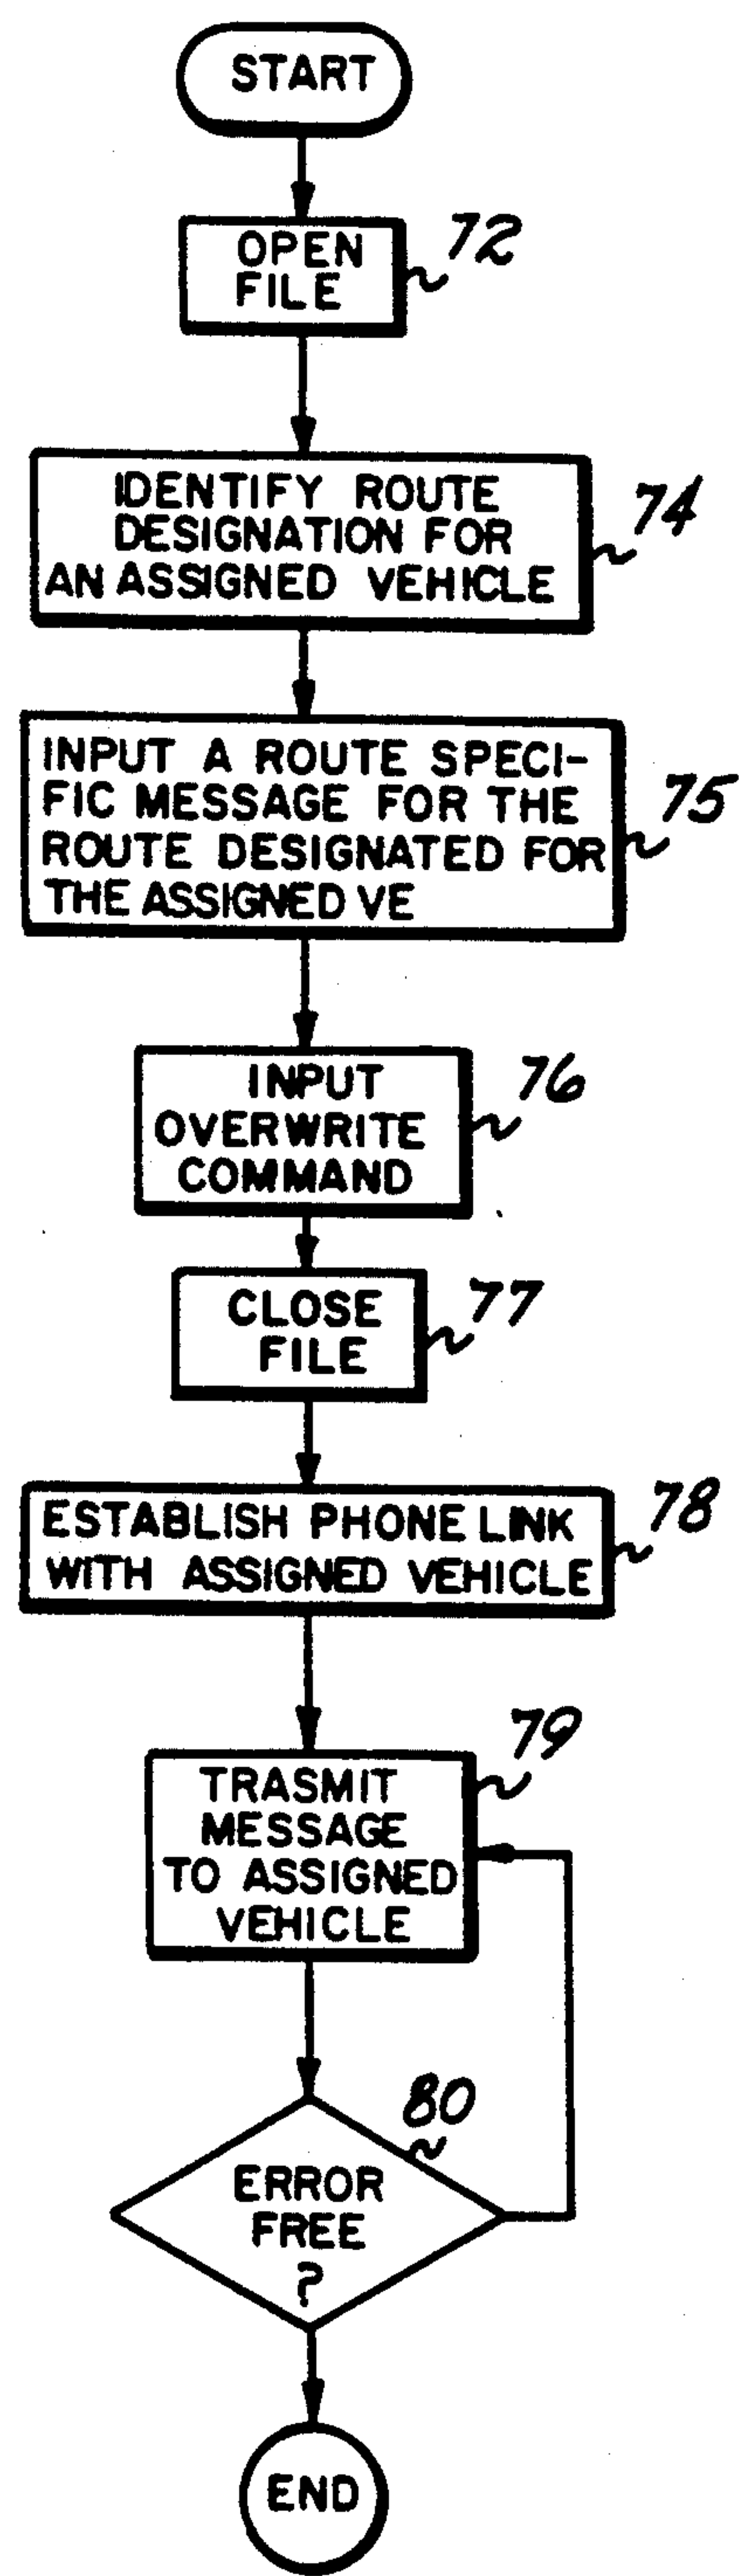 START
OPEN
FILE
72
IDENTIFY ROUTE
DESIGNATION FOR
AN ASSIGNED VEHICLE
74
INPUT A ROUTE SPECI-
FIC MESSAGE FOR THE
ROUTE DESIGNATED FOR
THE ASSIGNED VE
75
INPUT
OVERWRITE
COMMAND
76
CLOSE
FILE
77
ESTABLISH PHONE LINK
WITH ASSIGNED VEHICLE
78
TRASMIT
MESSAGE
TO ASSIGNED
VEHICLE
79
ERROR
FREE
?
80
END